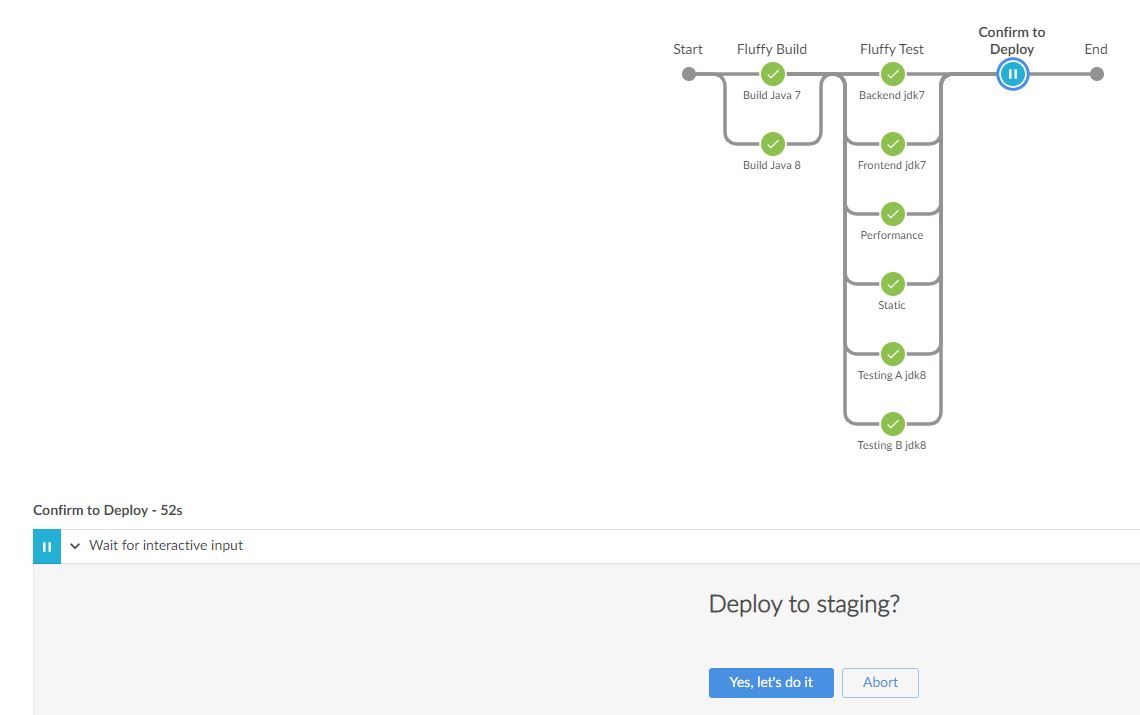 Start
Fluffy Build
Fluffy Test
Confirm to
Deploy
End
Build Java 7
Backend jdk7
Build Java 8
Frontend jdk7
Performance
Static
Testing A jdk8
Testing B jdk8
Confirm to Deploy - 52s
Wait for interactive input
Deploy to staging?
Yes, let's do it
Abort